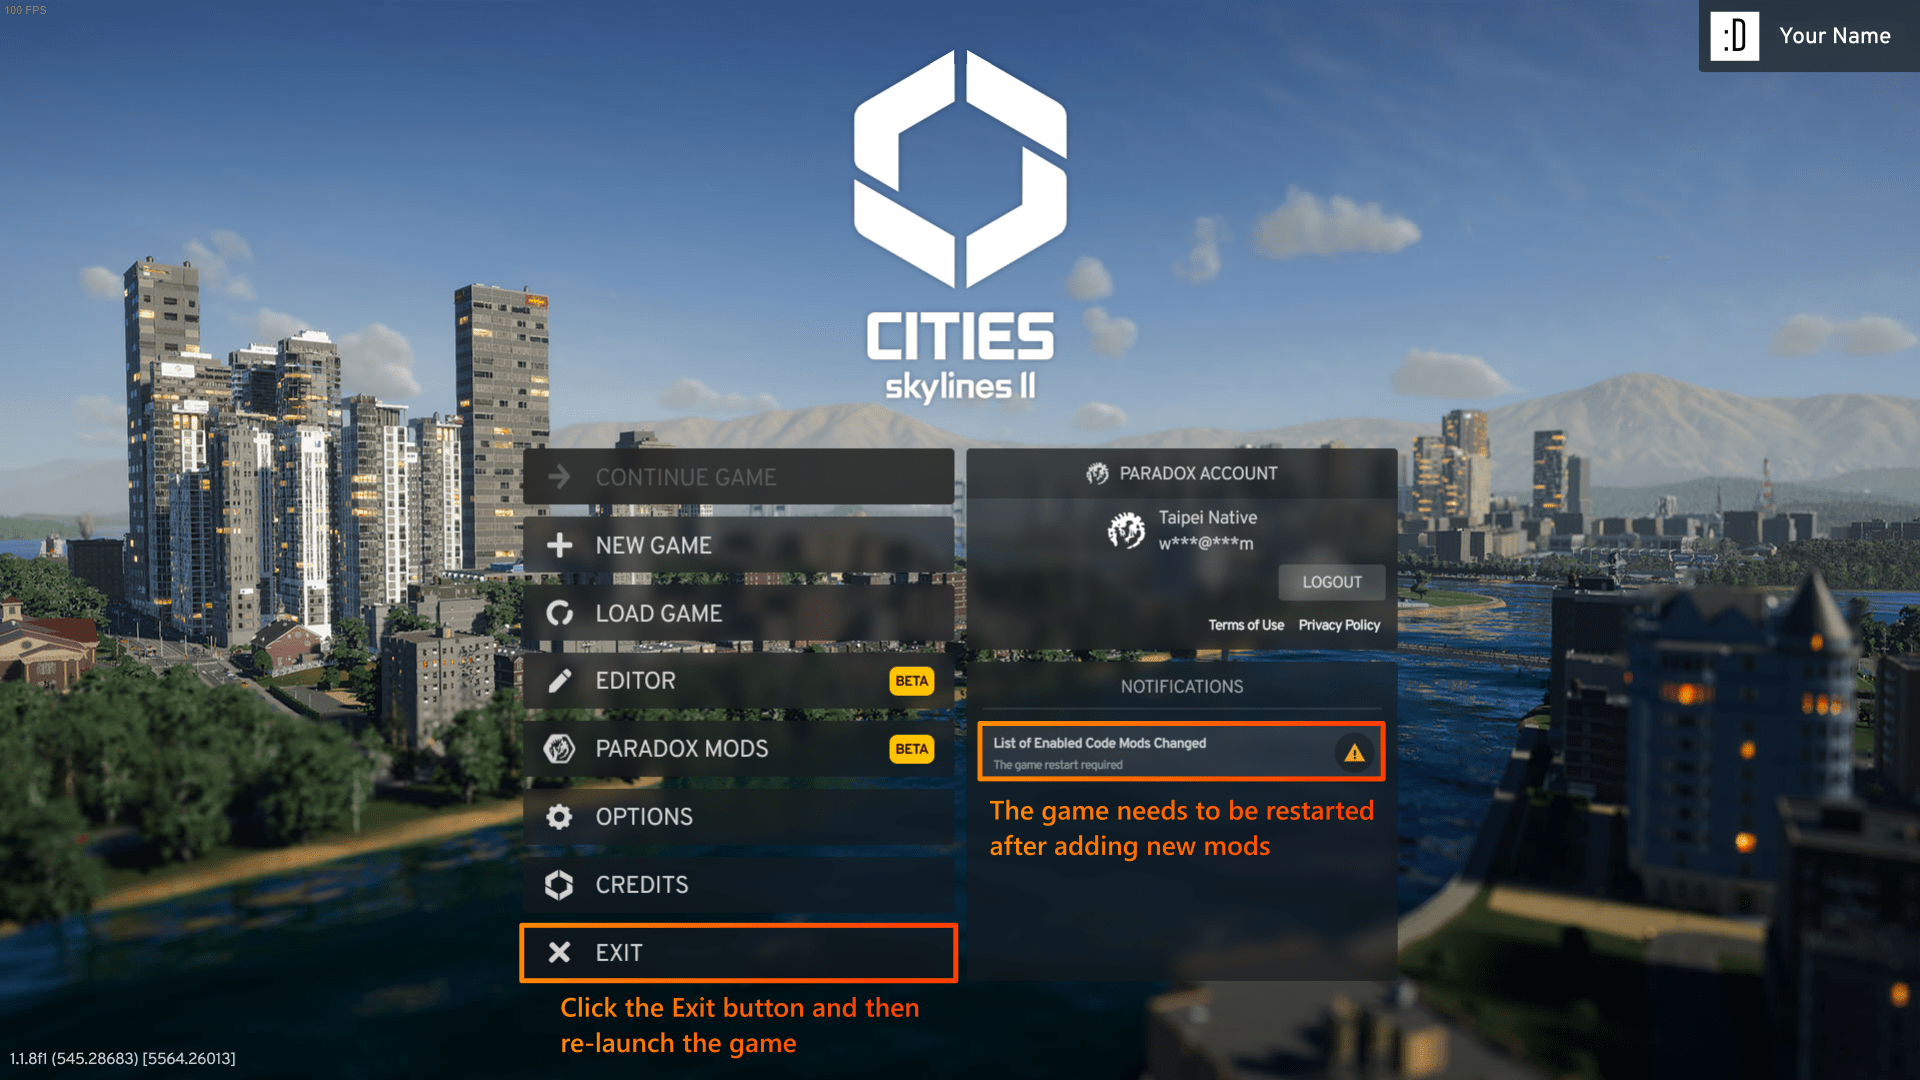 100 FPS
:D
Your Name
CITIES
skylines II
CONTINUE GAME
NEW GAME
LOAD GAME
EDITOR
BETA
PARADOX MODS
BETA
OPTIONS
CREDITS
EXIT
Click the Exit button and then
re-launch the game
PARADOX ACCOUNT
Taipei Native
w***@***m
LOGOUT
Terms of Use Privacy Policy
NOTIFICATIONS
List of Enabled Code Mods Changed
The game restart required
The game needs to be restarted
after adding new mods
1.1.8f1 (545.28683) [5564.26013]